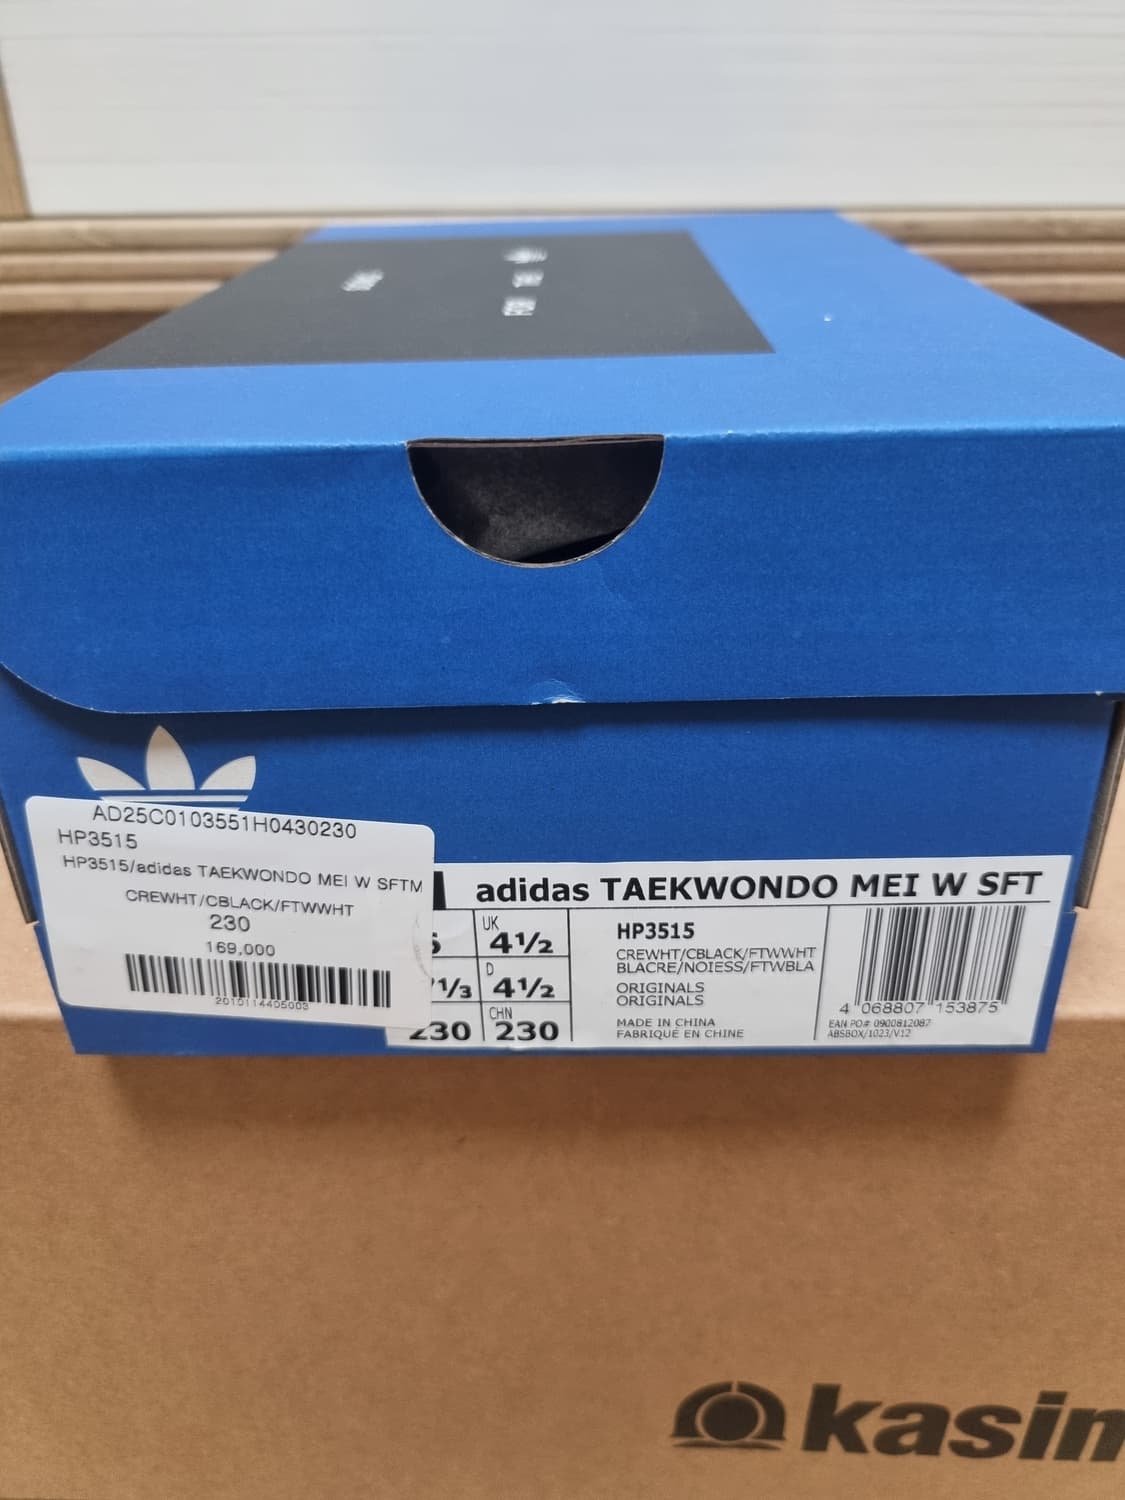 AD25C0103551H0430230
HP3515
HP3515/adidas TAEKWONDO MEI W SFTM
CREWHT/CBLACK/FTWWHT
230
169,000
2010114405003
adidas TAEKWONDO MEI W SFT
UK
4½
D
1/3
4½
CHN
230
230
HP3515
CREWHT/CBLACK/FTWWHT
BLACRE/NOIESS/FTWBLA
ORIGINALS
ORIGINALS
MADE IN CHINA
FABRIQUÉ EN CHINE
4 068807 153875
EAN PO# 0900812087
ABSBOX/1023/V12
kasin